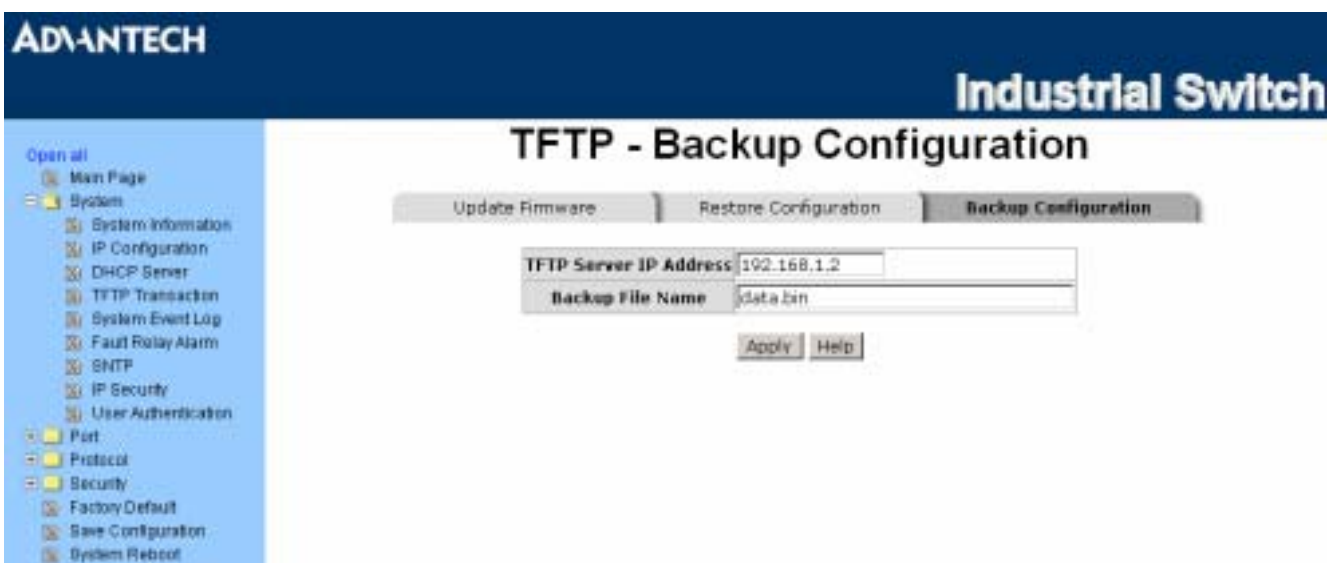 ADVANTECH
Industrial Switch
TFTP - Backup Configuration
Open all
Main Page
System
System Information
IP Configuration
DHCP Server
TFTP Transaction
System Event Log
Fault Relay Alarm
SNTP
IP Security
User Authentication
Port
Protocol
Security
Factory Default
Save Configuration
System Reboot
Update Firmware
Restore Configuration
Backup Configuration
TFTP Server IP Address 192.168.1.2
Backup File Name data.bin
Apply Help